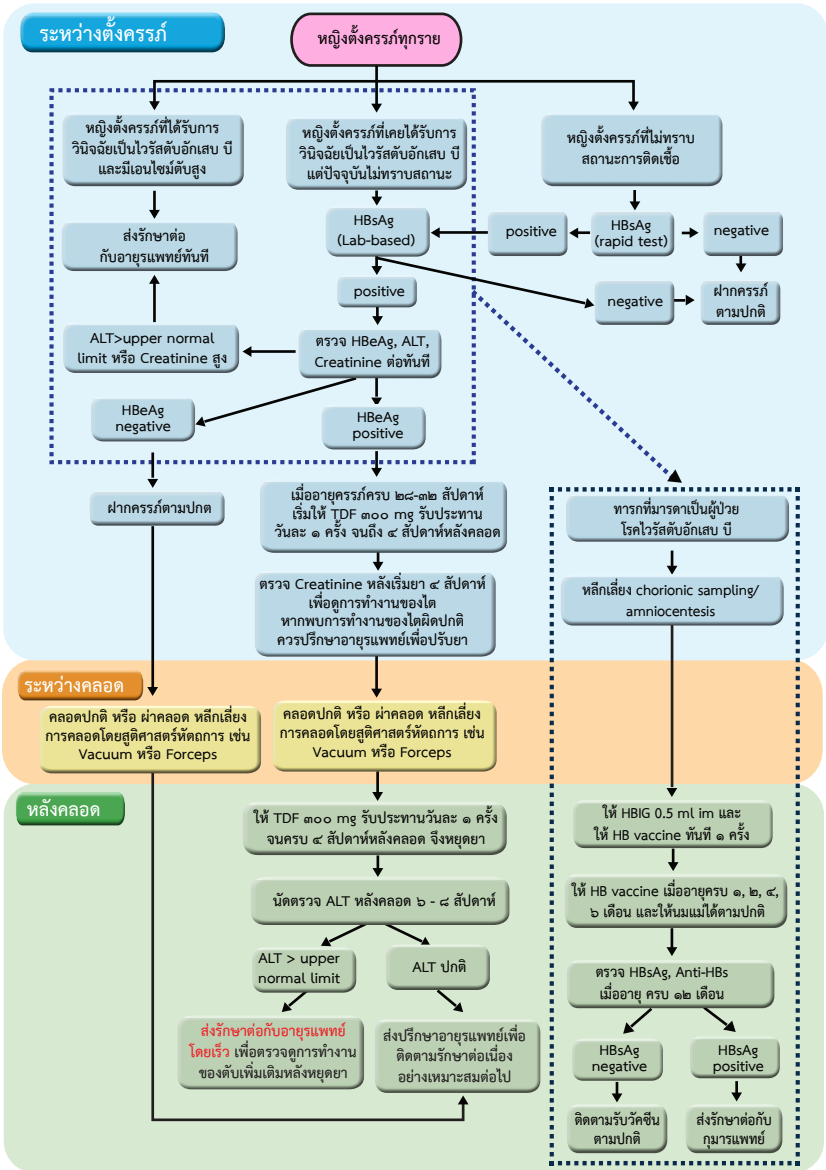 ระหว่างตั้งครรภ์
หญิงตั้งครรภ์ทุกราย
หญิงตั้งครรภ์ที่ได้รับการ
วินิจฉัยเป็นไวรัสตับอักเสบ บี
และมีเอนไซม์ตับสูง
หญิงตั้งครรภ์ที่เคยได้รับการ
วินิจฉัยเป็นไวรัสตับอักเสบ บี
แต่ปัจจุบันไม่ทราบสถานะ
หญิงตั้งครรภ์ที่ไม่ทราบ
สถานะการติดเชื้อ
ส่งรักษาต่อ
กับอายุรแพทย์ทันที
HBsAg
(Lab-based)
positive
HBsAg
(rapid test)
negative
positive
negative
ฝากครรภ์
ตามปกติ
ALT>upper normal
limit หรือ Creatinine สูง
ตรวจ HBeAg, ALT,
Creatinine ต่อทันที
HBeAg
negative
HBeAg
positive
ฝากครรภ์ตามปกต
เมื่ออายุครรภ์ครบ ๒๘-๓๒ สัปดาห์
เริ่มให้ TDF ๓๐๐ mg รับประทาน
วันละ ๑ ครั้ง จนถึง ๔ สัปดาห์หลังคลอด
ทารกที่มารดาเป็นผู้ป่วย
โรคไวรัสตับอักเสบ บี
ตรวจ Creatinine หลังเริ่มยา ๔ สัปดาห์
เพื่อดูการทำงานของไต
หากพบการทำงานของไตผิดปกติ
ควรปรึกษาอายุรแพทย์เพื่อปรับยา
หลีกเลี่ยง chorionic sampling/
amniocentesis
ระหว่างคลอด
คลอดปกติ หรือ ผ่าคลอด หลีกเลี่ยง
การคลอดโดยสูติศาสตร์หัตถการ เช่น
Vacuum หรือ Forceps
คลอดปกติ หรือ ผ่าคลอด หลีกเลี่ยง
การคลอดโดยสูติศาสตร์หัตถการ เช่น
Vacuum หรือ Forceps
หลังคลอด
ให้ TDF ๓๐๐ mg รับประทานวันละ ๑ ครั้ง
จนครบ ๔ สัปดาห์หลังคลอด จึงหยุดยา
ให้ HBIG 0.5 ml im และ
ให้ HB vaccine ทันที ๑ ครั้ง
นัดตรวจ ALT หลังคลอด ๖ - ๘ สัปดาห์
ให้ HB vaccine เมื่ออายุครบ ๑, ๒, ๔,
๖ เดือน และให้นมแม่ได้ตามปกติ
ALT > upper
normal limit
ALT ปกติ
ตรวจ HBsAg, Anti-HBs
เมื่ออายุ ครบ ๑๒ เดือน
ส่งรักษาต่อกับอายุรแพทย์
โดยเร็ว เพื่อตรวจดูการทำงาน
ของตับเพิ่มเติมหลังหยุดยา
ส่งปรึกษาอายุรแพทย์เพื่อ
ติดตามรักษาต่อเนื่อง
อย่างเหมาะสมต่อไป
HBsAg
negative
HBsAg
positive
ติดตามรับวัคซีน
ตามปกติ
ส่งรักษาต่อกับ
กุมารแพทย์